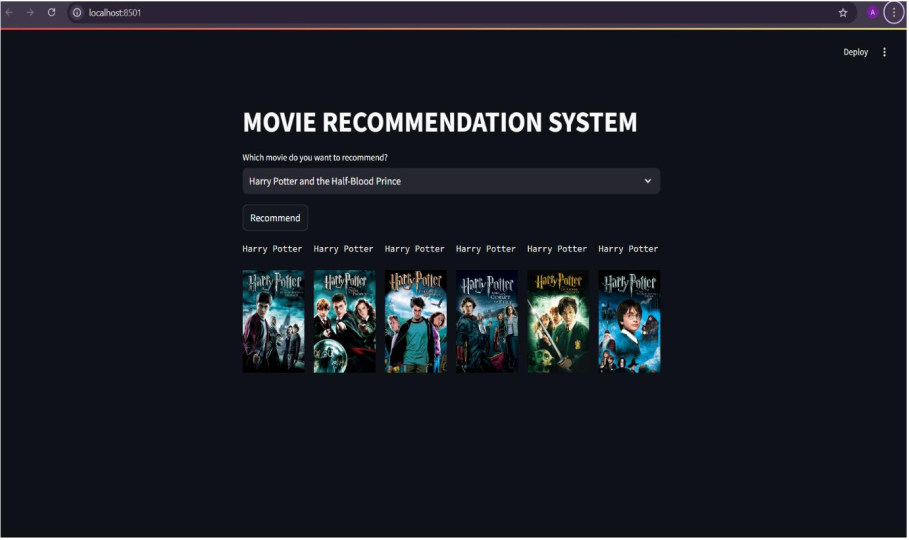 localhost:8501
A
Deploy
MOVIE RECOMMENDATION SYSTEM
Which movie do you want to recommend?
Harry Potter and the Half-Blood Prince
Recommend
Harry Potter Harry Potter Harry Potter Harry Potter Harry Potter Harry Potter
Harry Potter Harry Potter Harry Potter Harry Potter Harry Potter Harry Potter